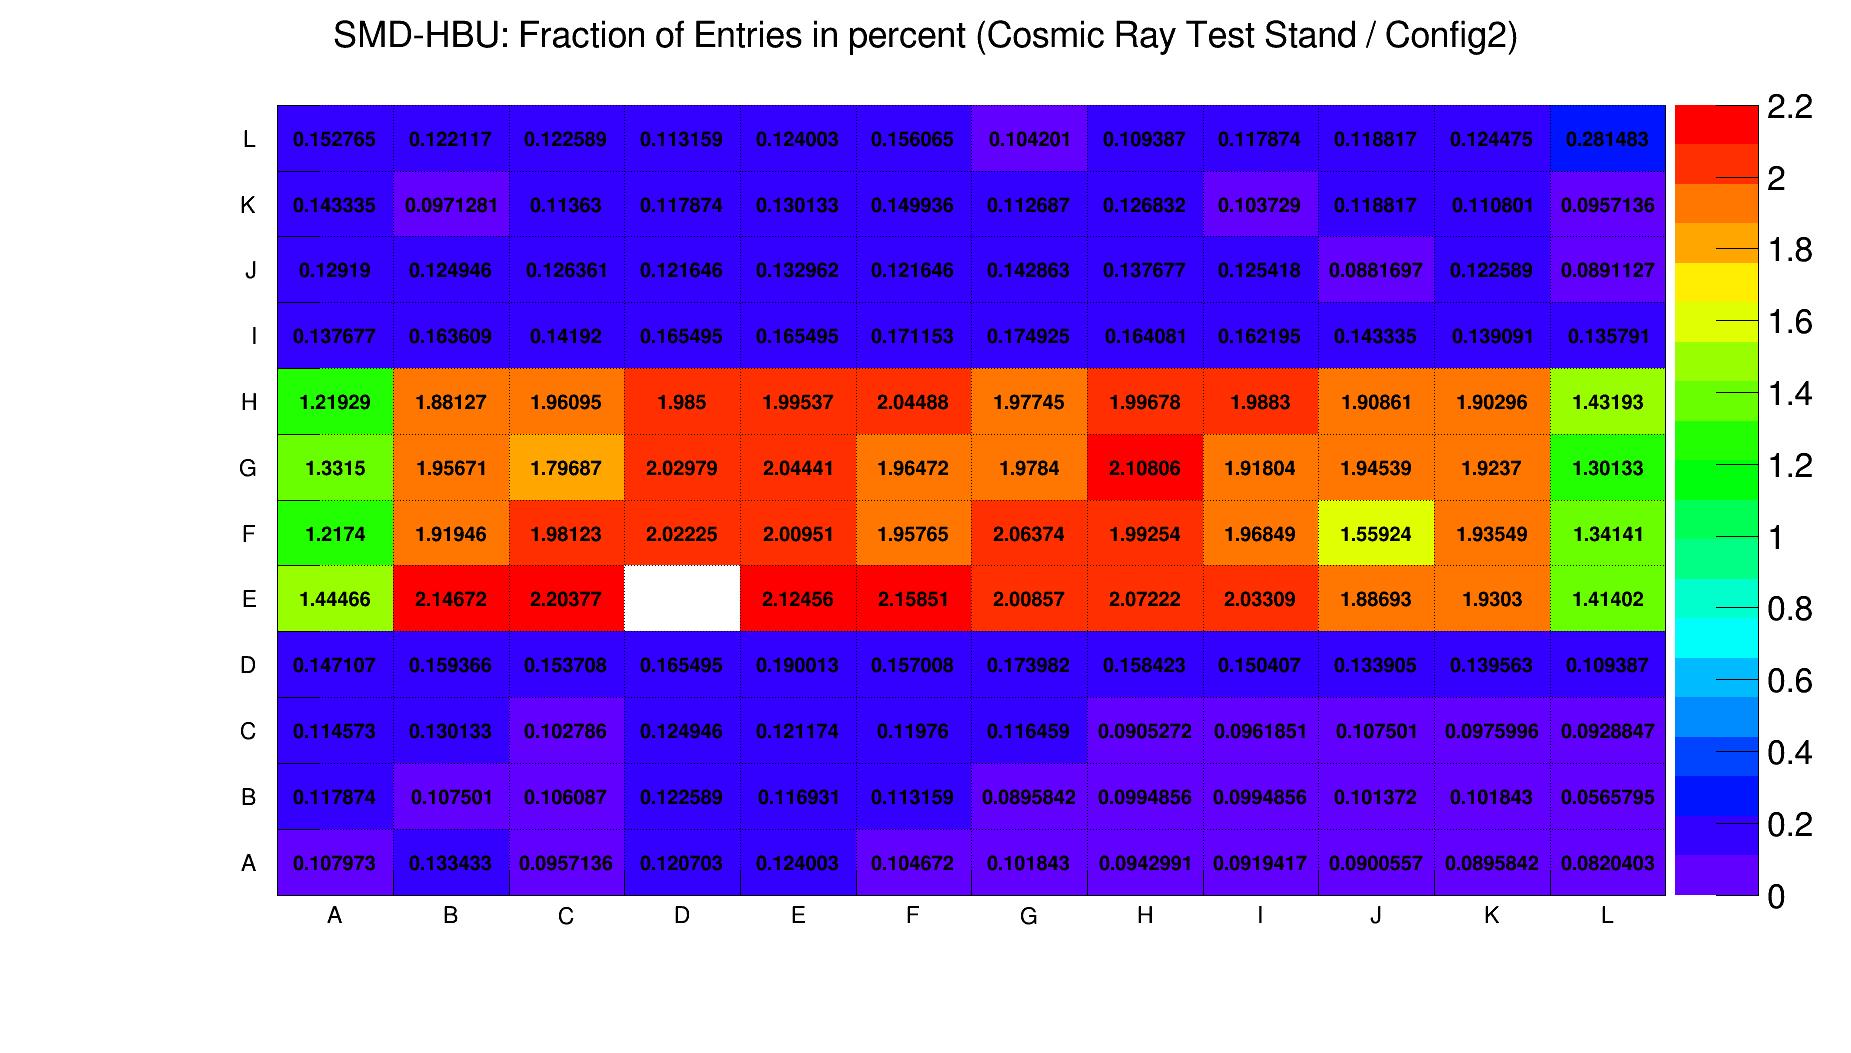 SMD-HBU: Fraction of Entries in percent (Cosmic Ray Test Stand / Config2)
L 0.152765 0.122117 0.122589 0.113159 0.124003 0.156065 0.104201 0.109387 0.117874 0.118817 0.124475 0.281483
K 0.143335 0.0971281 0.11363 0.117874 0.130133 0.149936 0.112687 0.126832 0.103729 0.118817 0.110801 0.0957136
J 0.12919 0.124946 0.126361 0.121646 0.132962 0.121646 0.142863 0.137677 0.125418 0.0881697 0.122589 0.0891127
I 0.137677 0.163609 0.14192 0.165495 0.165495 0.171153 0.174925 0.164081 0.162195 0.143335 0.139091 0.135791
H 1.21929 1.88127 1.96095 1.985 1.99537 2.04488 1.97745 1.99678 1.9883 1.90861 1.90296 1.43193
G 1.3315 1.95671 1.79687 2.02979 2.04441 1.96472 1.9784 2.10806 1.91804 1.94539 1.9237 1.30133
F 1.2174 1.91946 1.98123 2.02225 2.00951 1.95765 2.06374 1.99254 1.96849 1.55924 1.93549 1.34141
E 1.44466 2.14672 2.20377 2.12456 2.15851 2.00857 2.07222 2.03309 1.88693 1.9303 1.41402
D 0.147107 0.159366 0.153708 0.165495 0.190013 0.157008 0.173982 0.158423 0.150407 0.133905 0.139563 0.109387
C 0.114573 0.130133 0.102786 0.124946 0.121174 0.11976 0.116459 0.0905272 0.0961851 0.107501 0.0975996 0.0928847
B 0.117874 0.107501 0.106087 0.122589 0.116931 0.113159 0.0895842 0.0994856 0.0994856 0.101372 0.101843 0.0565795
A 0.107973 0.133433 0.0957136 0.120703 0.124003 0.104672 0.101843 0.0942991 0.0919417 0.0900557 0.0895842 0.0820403
A B C D E F G H I J K L
2.2
2
1.8
1.6
1.4
1.2
1
0.8
0.6
0.4
0.2
0